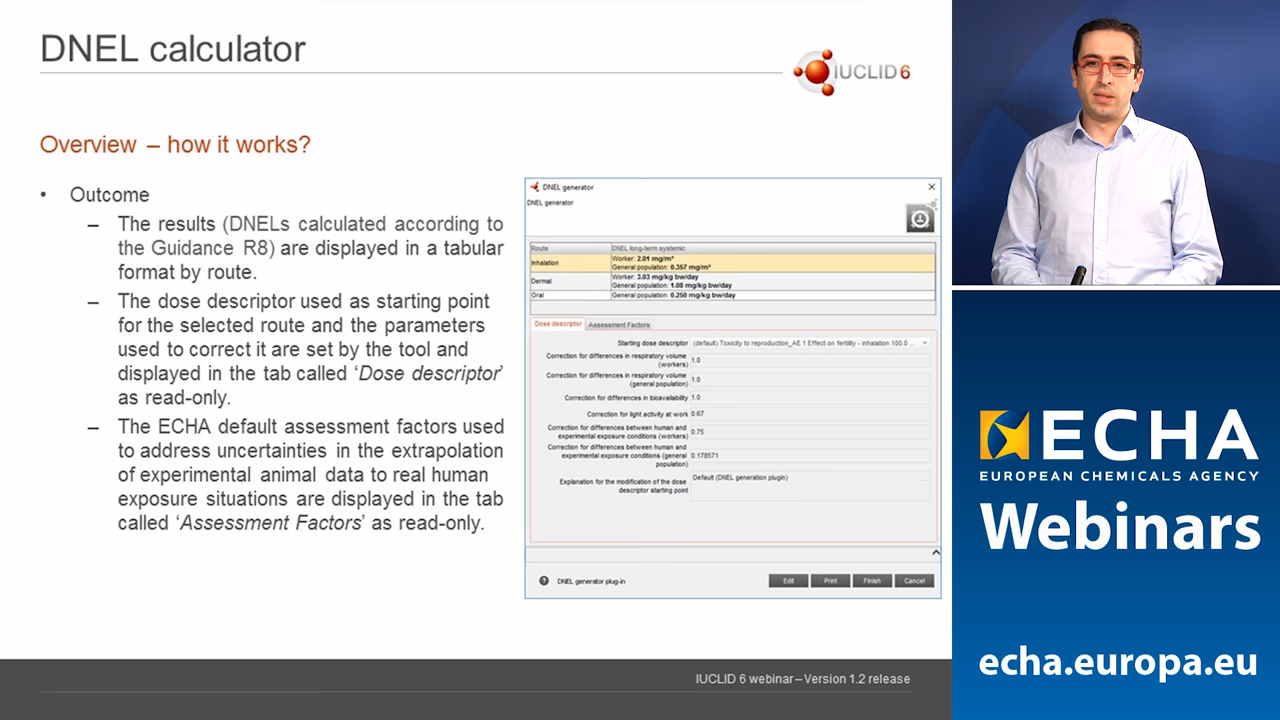 DNEL calculator
IUCLID 6
Overview – how it works?
• Outcome
– The results (DNELs calculated according to
the Guidance R8) are displayed in a tabular
format by route.
– The dose descriptor used as starting point
for the selected route and the parameters
used to correct it are set by the tool and
displayed in the tab called ‘Dose descriptor’
as read-only.
– The ECHA default assessment factors used
to address uncertainties in the extrapolation
of experimental animal data to real human
exposure situations are displayed in the tab
called ‘Assessment Factors’ as read-only.
DNEL generator
DNEL generator
Route DNEL long-term systemic
Inhalation Worker: 2.01 mg/m³
General population: 0.357 mg/m³
Dermal Worker: 3.03 mg/kg bw/day
General population: 1.08 mg/kg bw/day
Oral General population: 0.250 mg/kg bw/day
Dose descriptor Assessment Factors
Starting dose descriptor (default) Toxicity to reproduction_AE 1 Effect on fertility - inhalation 100.0 ...
Correction for differences in respiratory volume
(workers) 1.0
Correction for differences in respiratory volume
(general population) 1.0
Correction for differences in bioavailability 1.0
Correction for light activity at work 0.67
Correction for differences between human and
experimental exposure conditions (workers) 0.75
Correction for differences between human and
experimental exposure conditions (general
population) 0.178571
Explanation for the modification of the dose
descriptor starting point Default (DNEL generation plugin)
DNEL generator plug-in
Edit Print Finish Cancel
IUCLID 6 webinar – Version 1.2 release
ECHA
EUROPEAN CHEMICALS AGENCY
Webinars
echa.europa.eu